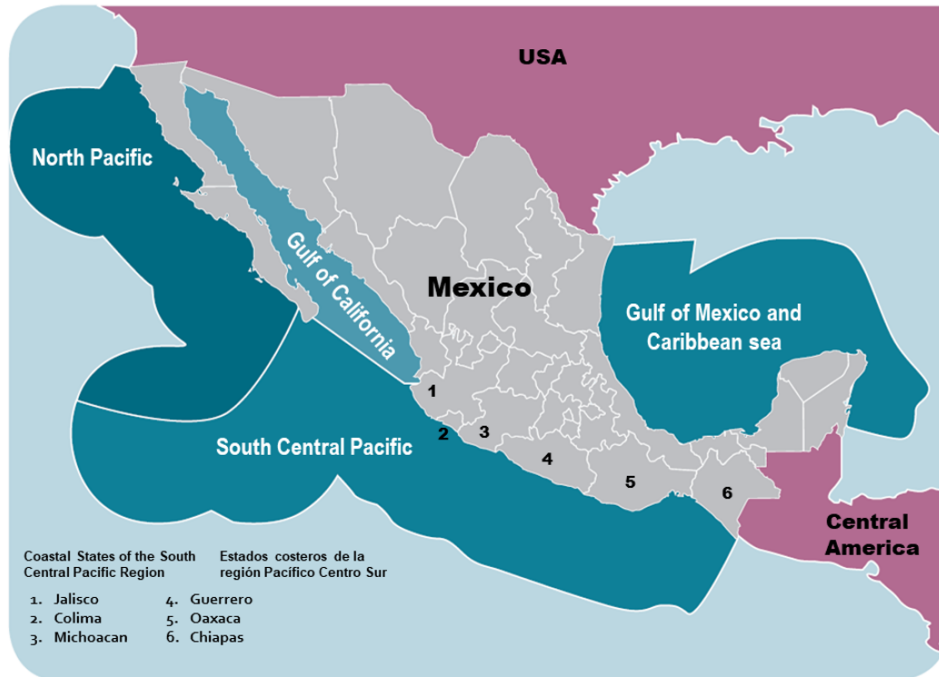 USA
North Pacific
Gulf of California
Mexico
Gulf of Mexico and
Caribbean sea
1
2
3
South Central Pacific
4
5
6
Central
America
Coastal States of the South
Central Pacific Region
1. Jalisco
2. Colima
3. Michoacan
Estados costeros de la
región Pacífico Centro Sur
4. Guerrero
5. Oaxaca
6. Chiapas